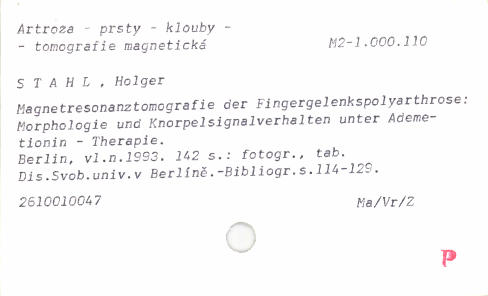 Artroza - prsty - klouby -
- tomografie magnetická M2-1.000.110
S T A H L , Holger
Magnetresonanztomografie der Fingergelenkspolyarthrose:
Morphologie und Knorpelsignalverhalten unter Ademe-
tionin - Therapie.
Berlin, vl.n.1993. 142 s.: fotogr., tab.
Dis.Svob.univ.v Berlíně.-Bibliogr.s.114-129.
2610010047 Ma/Vr/Z
P